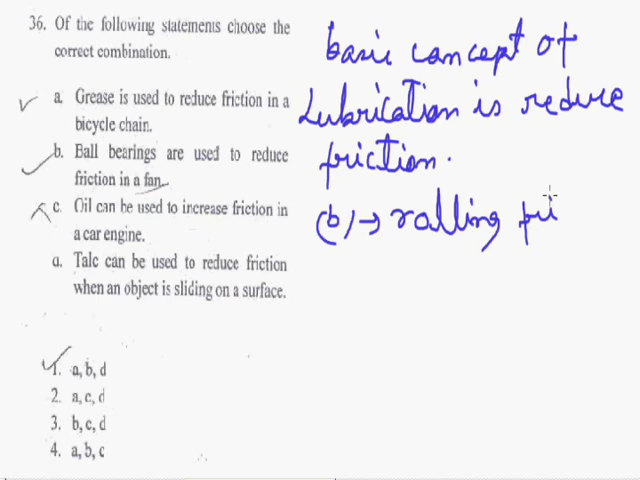 36. Of the following statements choose the
correct combination.
a. Grease is used to reduce friction in a
bicycle chain.
b. Ball bearings are used to reduce
friction in a fan.
c. Oil can be used to increase friction in
a car engine.
d. Talc can be used to reduce friction
when an object is sliding on a surface.
1. a, b, d
2. a, c, d
3. b, c, d
4. a, b, c
basic concept of
Lubrication is reduce
friction.
(b) → rolling fri